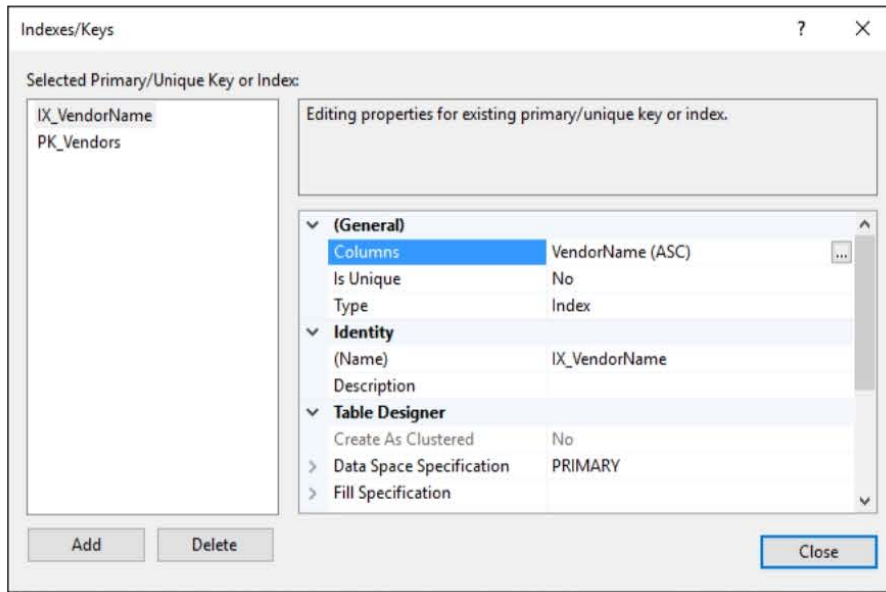 Indexes/Keys ? ×
Selected Primary/Unique Key or Index:
IX_VendorName
PK_Vendors
Editing properties for existing primary/unique key or index.
(General)
Columns VendorName (ASC) ...
Is Unique No
Type Index
Identity
(Name) IX_VendorName
Description
Table Designer
Create As Clustered No
Data Space Specification PRIMARY
Fill Specification
Add Delete Close